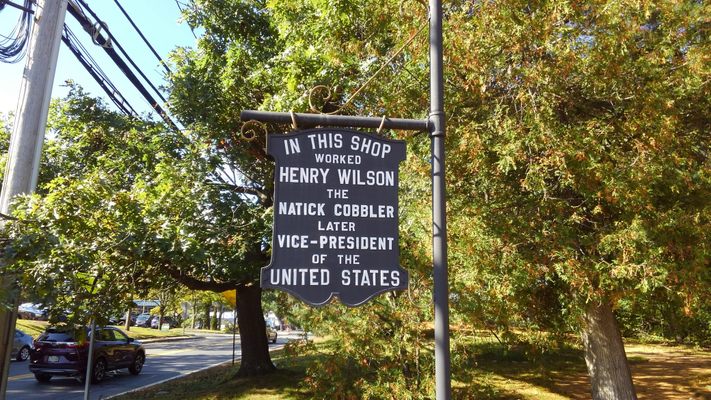 IN THIS SHOP
WORKED
HENRY WILSON
THE
NATICK COBBLER
LATER
VICE-PRESIDENT
OF THE
UNITED STATES